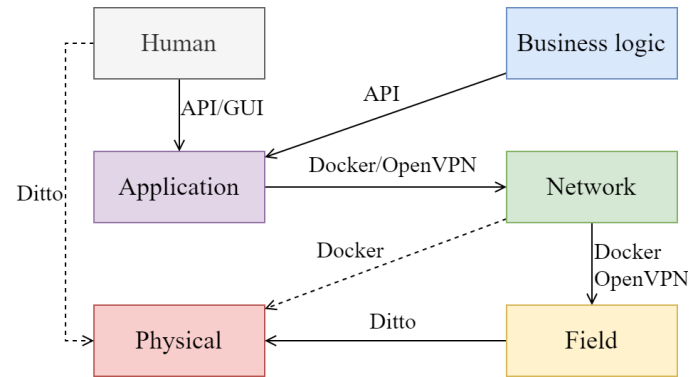 Human
Business logic
API
API/GUI
Application
Docker/OpenVPN
Network
Ditto
Docker
Docker
OpenVPN
Physical
Ditto
Field